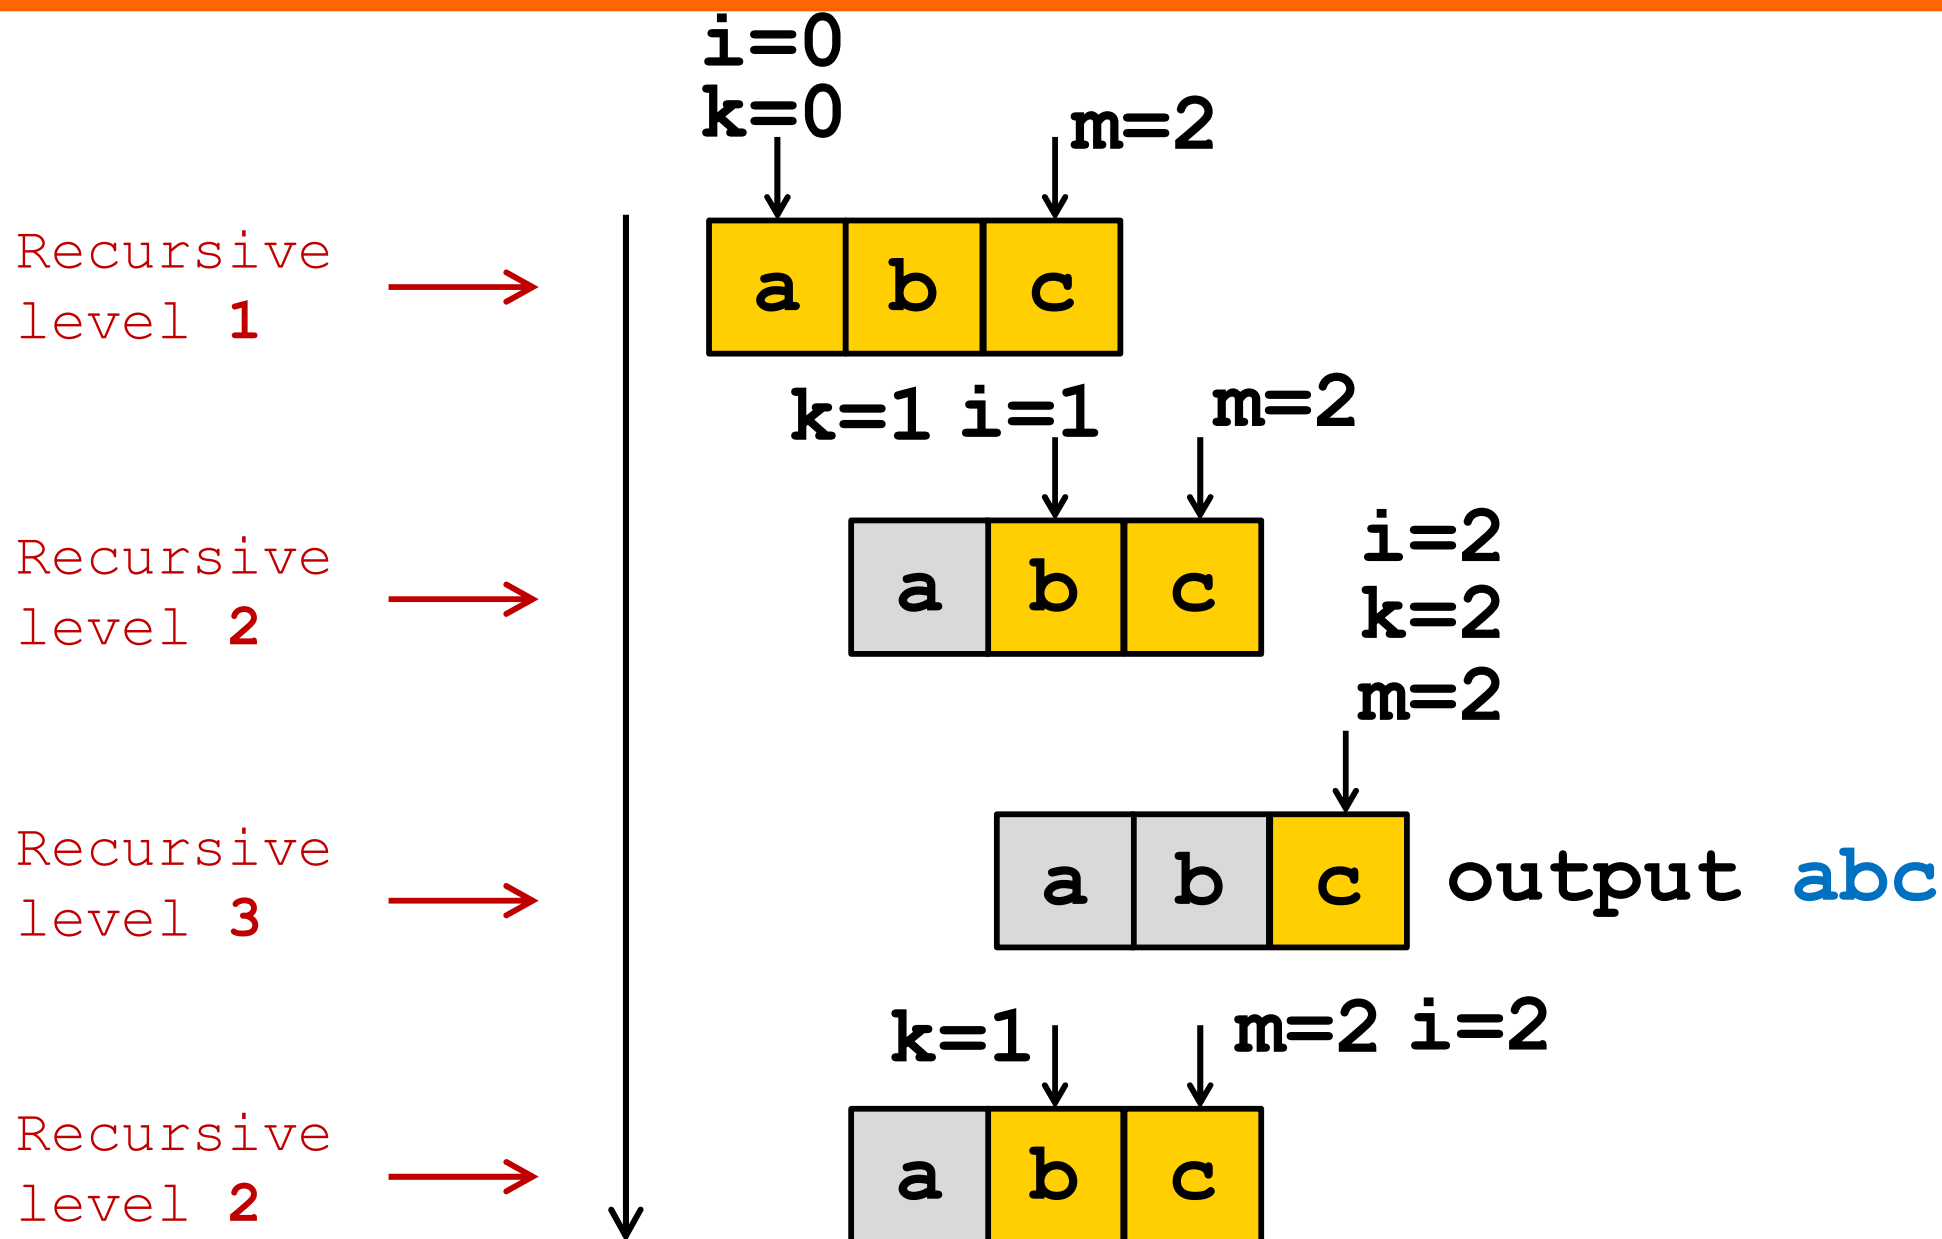 i=0
k=0
m=2
Recursive
level 1
a b c
k=1 i=1 m=2
Recursive
level 2
a b c
i=2
k=2
m=2
Recursive
level 3
a b c output abc
k=1 m=2 i=2
Recursive
level 2
a b c